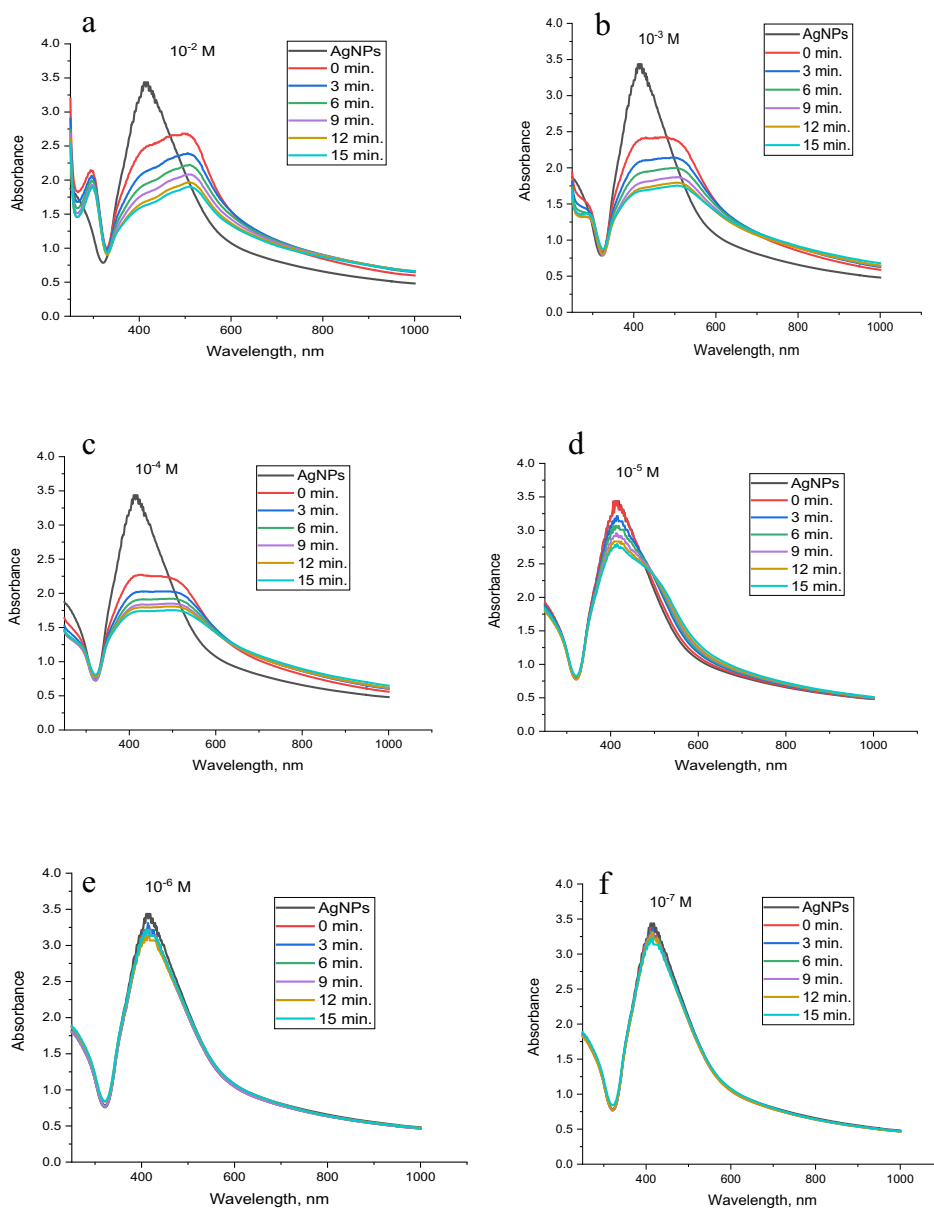 a
10⁻² M
AgNPs
0 min.
3 min.
6 min.
9 min.
12 min.
15 min.
4.0
3.5
3.0
2.5
2.0
1.5
1.0
0.5
0.0
Absorbance
400
600
800
1000
Wavelength, nm
b
10⁻³ M
AgNPs
0 min.
3 min.
6 min.
9 min.
12 min.
15 min.
4.0
3.5
3.0
2.5
2.0
1.5
1.0
0.5
0.0
Absorbance
400
600
800
1000
Wavelength, nm
c
10⁻⁴ M
AgNPs
0 min.
3 min.
6 min.
9 min.
12 min.
15 min.
4.0
3.5
3.0
2.5
2.0
1.5
1.0
0.5
0.0
Absorbance
400
600
800
1000
Wavelength, nm
d
10⁻⁵ M
AgNPs
0 min.
3 min.
6 min.
9 min.
12 min.
15 min.
4.0
3.5
3.0
2.5
2.0
1.5
1.0
0.5
0.0
Absorbance
400
600
800
1000
Wavelength, nm
e
10⁻⁶ M
AgNPs
0 min.
3 min.
6 min.
9 min.
12 min.
15 min.
4.0
3.5
3.0
2.5
2.0
1.5
1.0
0.5
0.0
Absorbance
400
600
800
1000
Wavelength, nm
f
10⁻⁷ M
AgNPs
0 min.
3 min.
6 min.
9 min.
12 min.
15 min.
4.0
3.5
3.0
2.5
2.0
1.5
1.0
0.5
0.0
Absorbance
400
600
800
1000
Wavelength, nm